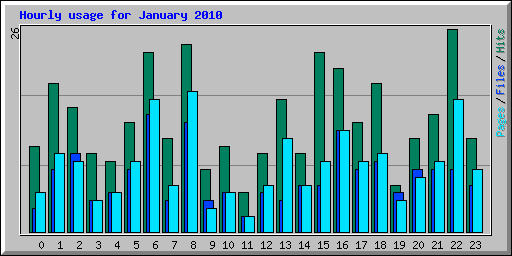 Hourly usage for January 2010
26
Pages/Files/Hits
0 1 2 3 4 5 6 7 8 9 10 11 12 13 14 15 16 17 18 19 20 21 22 23